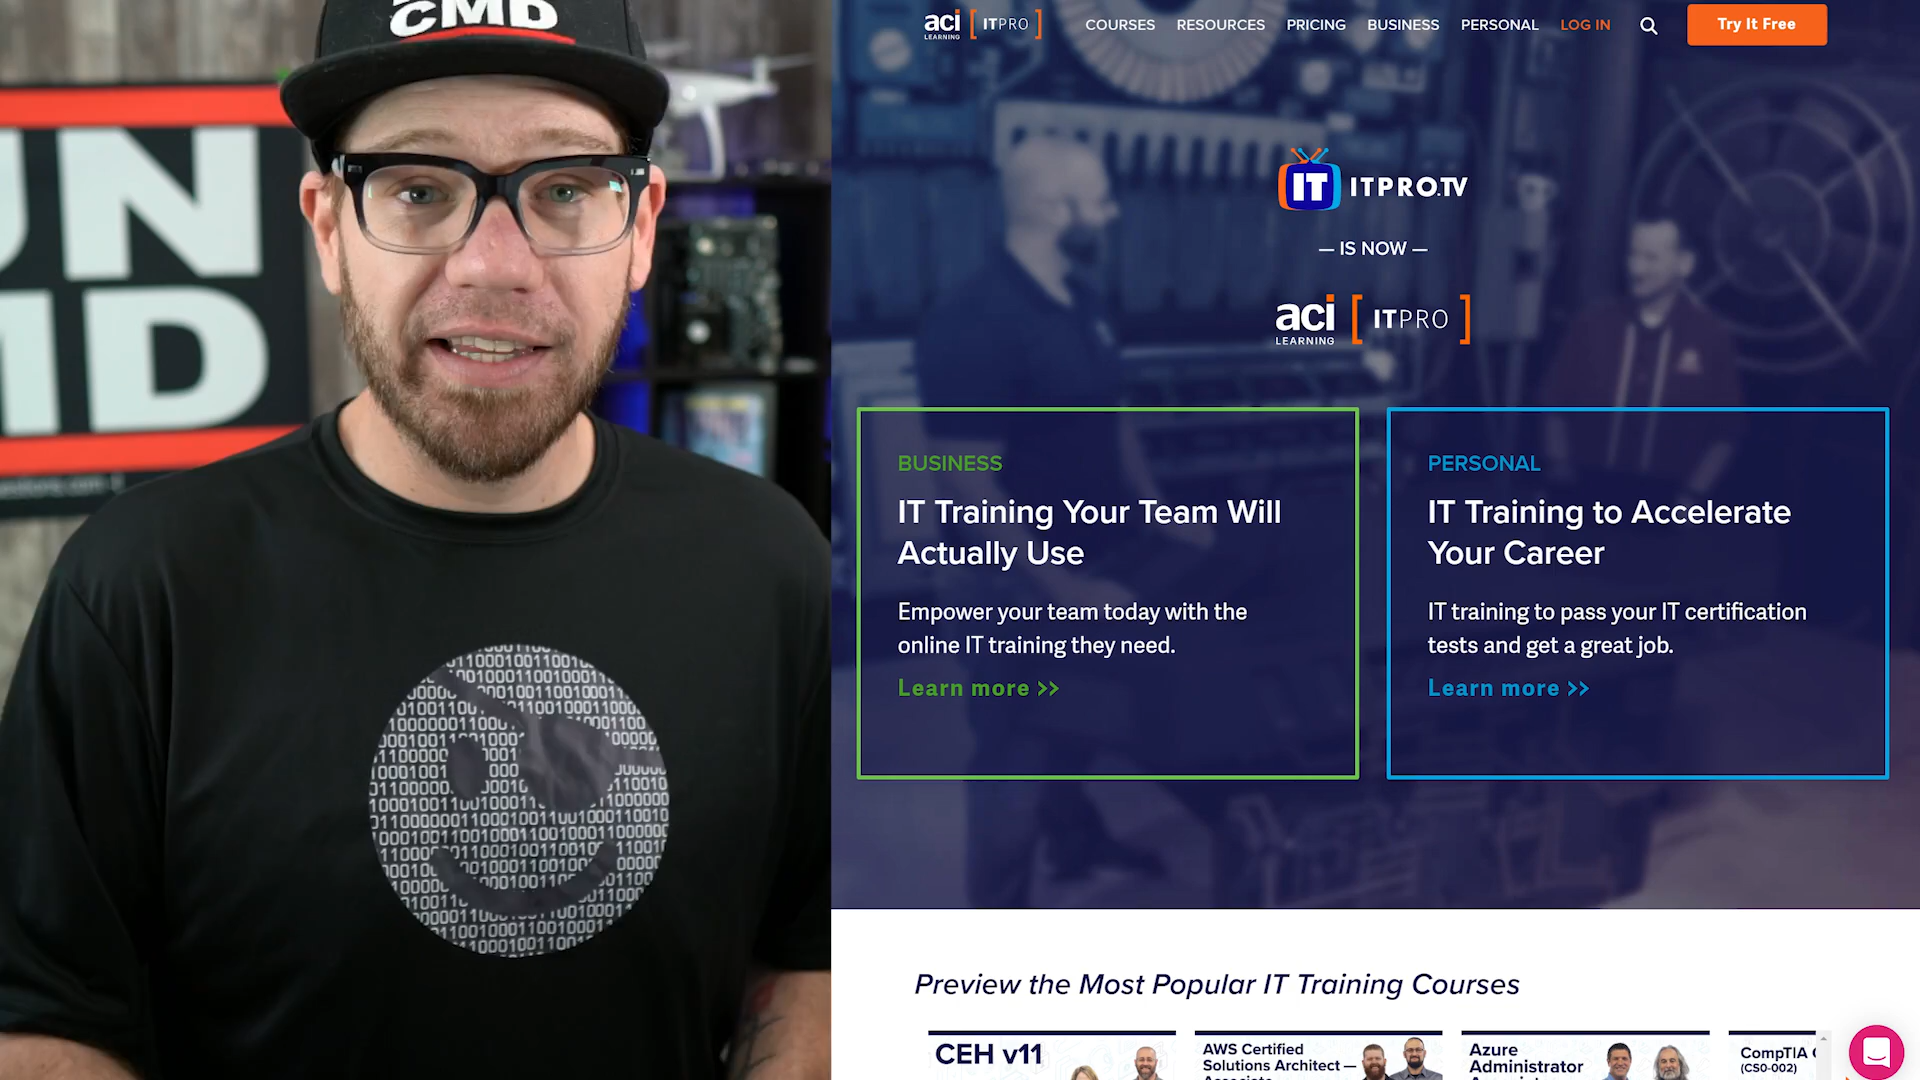 CMD
UN
MD
aci
LEARNING
[ ITPRO ]
COURSES
RESOURCES
PRICING
BUSINESS
PERSONAL
LOG IN
Try It Free
IT
ITPRO.TV
— IS NOW —
aci
LEARNING
[ ITPRO ]
BUSINESS
IT Training Your Team Will
Actually Use
Empower your team today with the
online IT training they need.
Learn more >>
PERSONAL
IT Training to Accelerate
Your Career
IT training to pass your IT certification
tests and get a great job.
Learn more >>
Preview the Most Popular IT Training Courses
CEH v11
AWS Certified
Solutions Architect —
Azure
Administrator
CompTIA
(CS0-002)